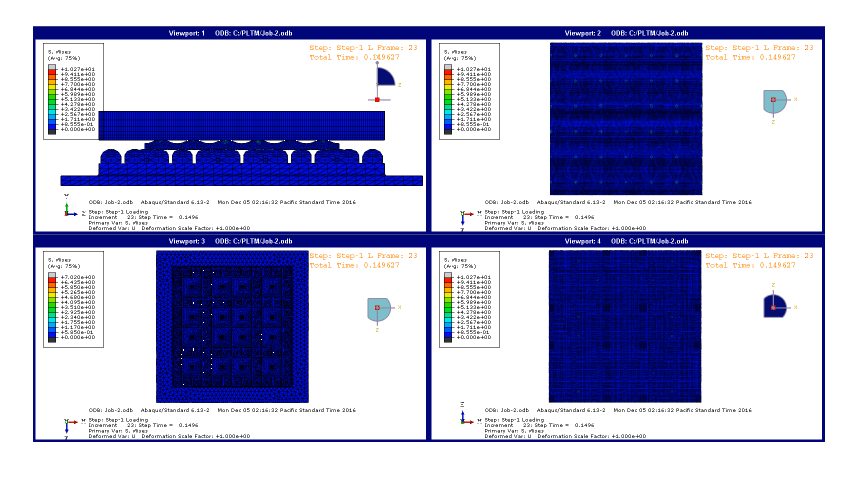 Viewport: 1 ODB: C:/PLTM/Job-2.odb
Step: Step-1 L Frame: 23
Total Time: 0.149627
S, Mises
(Avg: 75%)
+1.027e+01
+9.411e+00
+8.555e+00
+7.700e+00
+6.844e+00
+5.989e+00
+5.133e+00
+4.278e+00
+3.422e+00
+2.567e+00
+1.711e+00
+8.555e-01
+0.000e+00
Z
Y
Z
ODB: Job-2.odb Abaqus/Standard 6.13-2 Mon Dec 05 02:16:32 Pacific Standard Time 2016
Step: Step-1 Loading
Increment 23: Step Time = 0.1496
Primary Var: S, Mises
Deformed Var: U Deformation Scale Factor: +1.000e+00
Viewport: 2 ODB: C:/PLTM/Job-2.odb
Step: Step-1 L Frame: 23
Total Time: 0.149627
S, Mises
(Avg: 75%)
+1.027e+01
+9.411e+00
+8.555e+00
+7.700e+00
+6.844e+00
+5.989e+00
+5.133e+00
+4.278e+00
+3.422e+00
+2.567e+00
+1.711e+00
+8.555e-01
+0.000e+00
X
Z
ODB: Job-2.odb Abaqus/Standard 6.13-2 Mon Dec 05 02:16:32 Pacific Standard Time 2016
Step: Step-1 Loading
Increment 23: Step Time = 0.1496
Primary Var: S, Mises
Deformed Var: U Deformation Scale Factor: +1.000e+00
Viewport: 3 ODB: C:/PLTM/Job-2.odb
Step: Step-1 L Frame: 23
Total Time: 0.149627
S, Mises
(Avg: 75%)
+7.020e+00
+6.435e+00
+5.850e+00
+5.265e+00
+4.680e+00
+4.095e+00
+3.510e+00
+2.925e+00
+2.340e+00
+1.755e+00
+1.170e+00
+5.850e-01
+0.000e+00
X
Z
ODB: Job-2.odb Abaqus/Standard 6.13-2 Mon Dec 05 02:16:32 Pacific Standard Time 2016
Step: Step-1 Loading
Increment 23: Step Time = 0.1496
Primary Var: S, Mises
Deformed Var: U Deformation Scale Factor: +1.000e+00
Viewport: 4 ODB: C:/PLTM/Job-2.odb
Step: Step-1 L Frame: 23
Total Time: 0.149627
S, Mises
(Avg: 75%)
+1.027e+01
+9.411e+00
+8.555e+00
+7.700e+00
+6.844e+00
+5.989e+00
+5.133e+00
+4.278e+00
+3.422e+00
+2.567e+00
+1.711e+00
+8.555e-01
+0.000e+00
X
Z
Z
ODB: Job-2.odb Abaqus/Standard 6.13-2 Mon Dec 05 02:16:32 Pacific Standard Time 2016
Step: Step-1 Loading
Increment 23: Step Time = 0.1496
Primary Var: S, Mises
Deformed Var: U Deformation Scale Factor: +1.000e+00